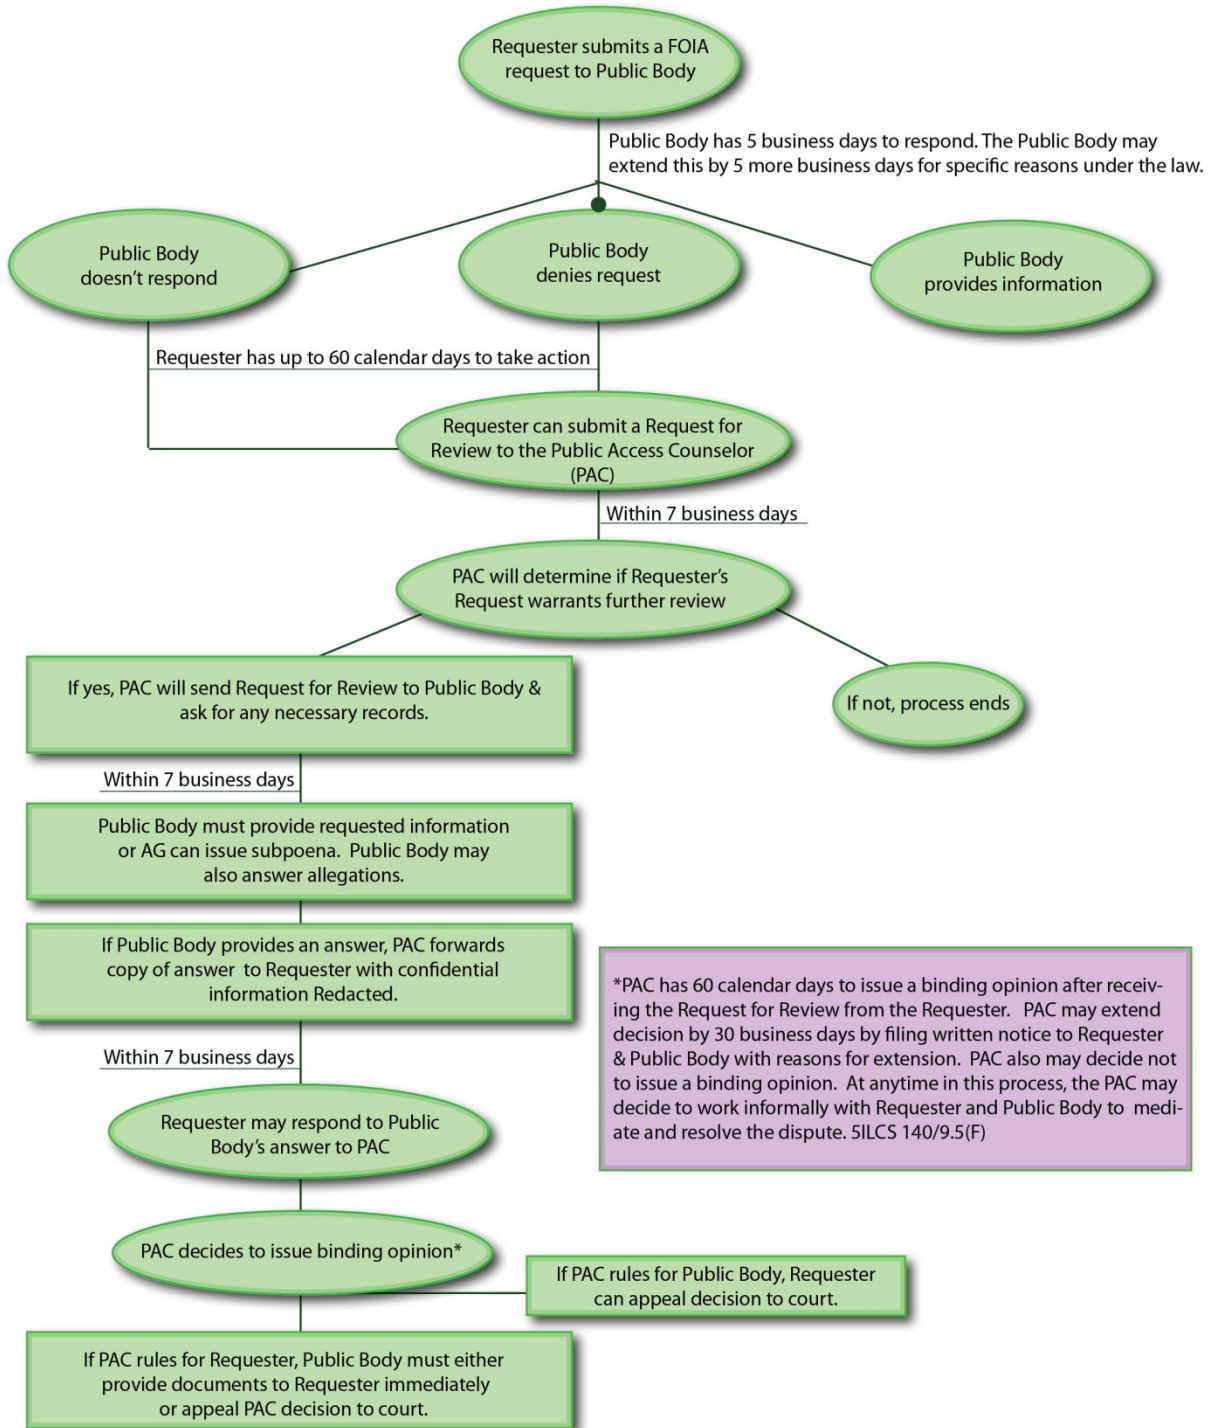 Requester submits a FOIA
request to Public Body
Public Body has 5 business days to respond. The Public Body may
extend this by 5 more business days for specific reasons under the law.
Public Body
doesn't respond
Public Body
denies request
Public Body
provides information
Requester has up to 60 calendar days to take action
Requester can submit a Request for
Review to the Public Access Counselor
(PAC)
Within 7 business days
PAC will determine if Requester's
Request warrants further review
If yes, PAC will send Request for Review to Public Body &
ask for any necessary records.
If not, process ends
Within 7 business days
Public Body must provide requested information
or AG can issue subpoena. Public Body may
also answer allegations.
If Public Body provides an answer, PAC forwards
copy of answer to Requester with confidential
information Redacted.
*PAC has 60 calendar days to issue a binding opinion after receiv-
ing the Request for Review from the Requester. PAC may extend
decision by 30 business days by filing written notice to Requester
& Public Body with reasons for extension. PAC also may decide not
to issue a binding opinion. At anytime in this process, the PAC may
decide to work informally with Requester and Public Body to medi-
ate and resolve the dispute. 5ILCS 140/9.5(F)
Within 7 business days
Requester may respond to Public
Body's answer to PAC
PAC decides to issue binding opinion*
If PAC rules for Public Body, Requester
can appeal decision to court.
If PAC rules for Requester, Public Body must either
provide documents to Requester immediately
or appeal PAC decision to court.